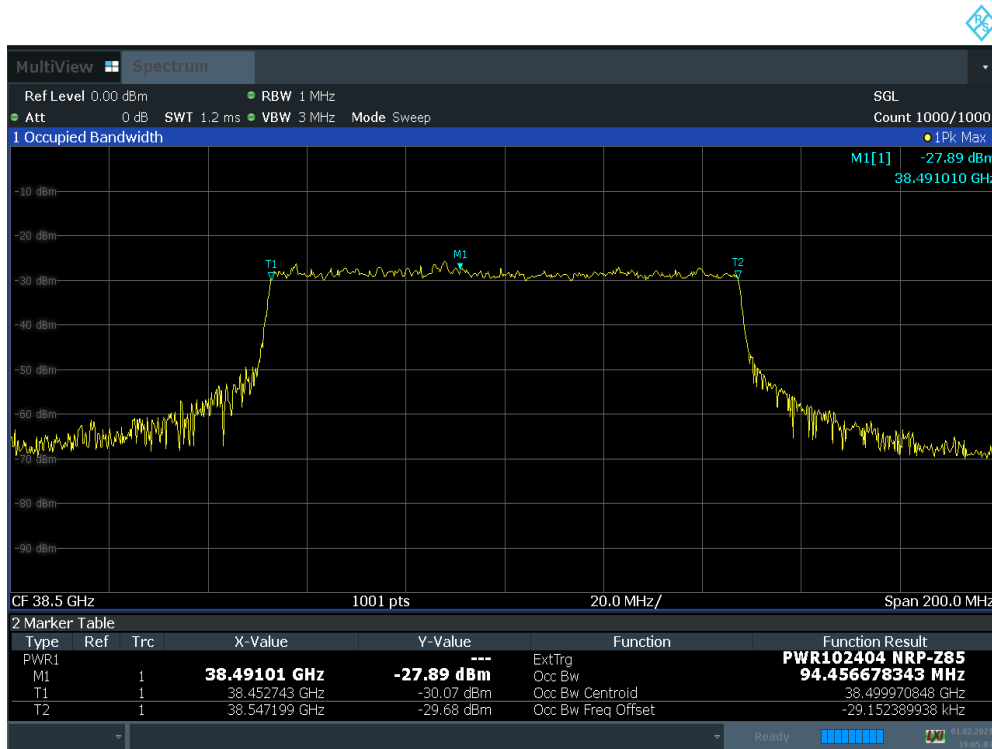 R S
MultiView Spectrum
Ref Level 0.00 dBm RBW 1 MHz SGL
Att 0 dB SWT 1.2 ms VBW 3 MHz Mode Sweep Count 1000/1000
1 Occupied Bandwidth 1Pk Max
M1[1] -27.89 dBm
38.491010 GHz
-10 dBm
-20 dBm
M1
T1 T2
-30 dBm
-40 dBm
-50 dBm
-60 dBm
-70 dBm
-80 dBm
-90 dBm
CF 38.5 GHz 1001 pts 20.0 MHz/ Span 200.0 MHz
2 Marker Table
Type Ref Trc X-Value Y-Value Function Function Result
PWR1 --- ExtTrg PWR102404 NRP-Z85
M1 1 38.49101 GHz -27.89 dBm Occ Bw 94.456678343 MHz
T1 1 38.452743 GHz -30.07 dBm Occ Bw Centroid 38.499970848 GHz
T2 1 38.547199 GHz -29.68 dBm Occ Bw Freq Offset -29.152389938 kHz
Ready LXI 01.02.2021